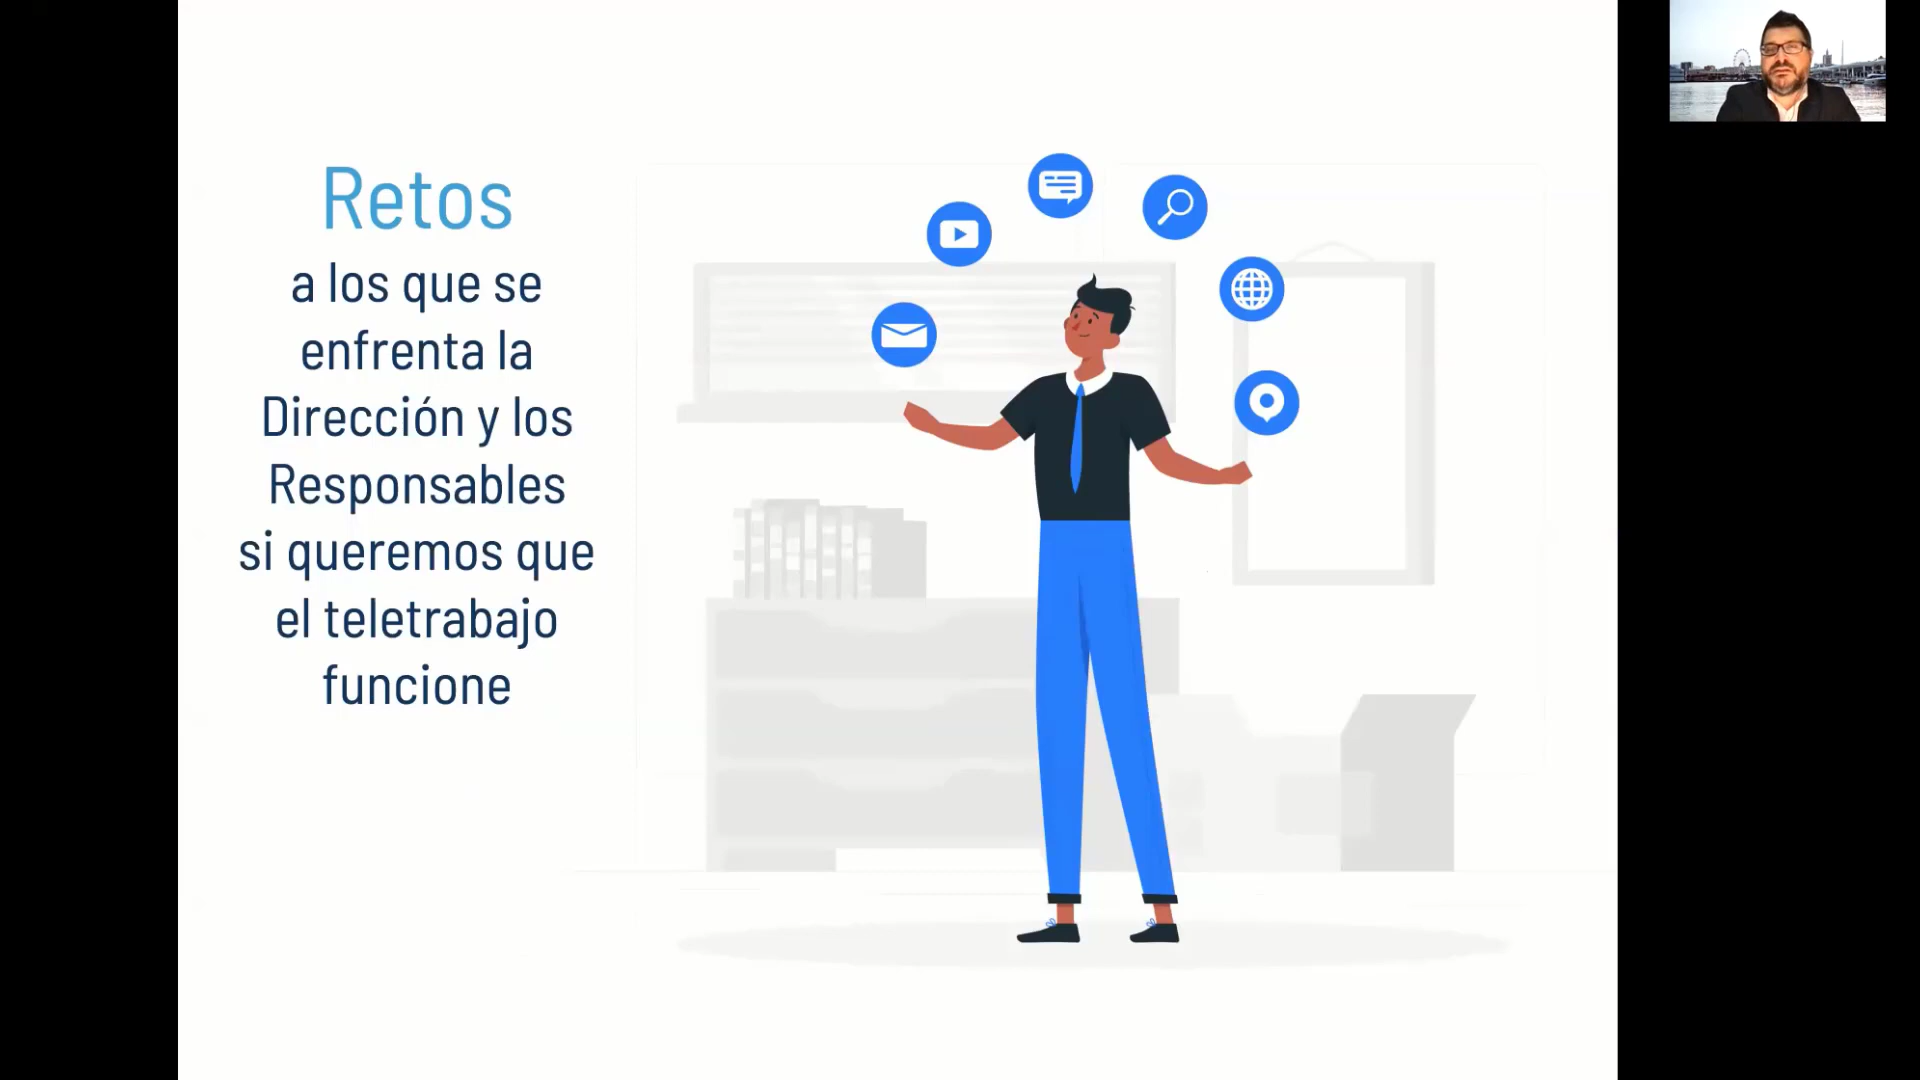 Retos
a los que se
enfrenta la
Dirección y los
Responsables
si queremos que
el teletrabajo
funcione